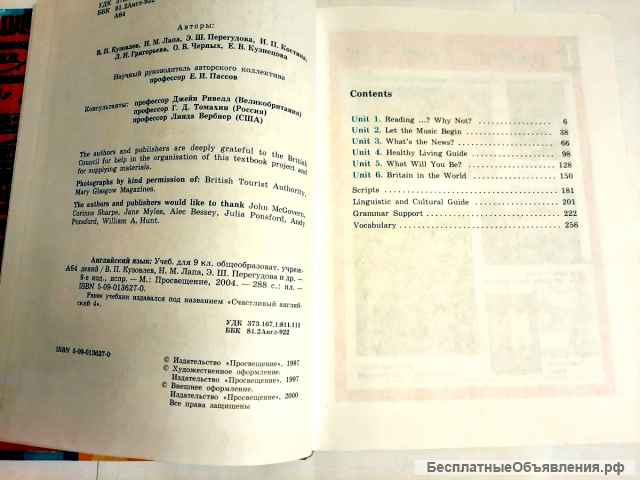 УДК 373.167.1:811.111
ББК 81.2Англ-922
А64
Авторы:
В. П. Кузовлев, Н. М. Лапа, Э. Ш. Перегудова, И. П. Костина,
Л. Н. Григорьева, О. В. Черных, Е. В. Кузнецова
Научный руководитель авторского коллектива
профессор Е. И. Пассов
Консультанты: профессор Джейн Ривелл (Великобритания)
профессор Г. Д. Томахин (Россия)
профессор Линда Вербнер (США)
The authors and publishers are deeply grateful to the British
Council for help in the organisation of this textbook project and
for supplying materials.
Photographs by kind permission of: British Tourist Authority,
Mary Glasgow Magazines.
The authors and publishers would like to thank John McGovern,
Corinna Sharpe, Jane Myles, Alec Bessey, Julia Ponsford, Andy
Ponsford, William A. Hunt.
Английский язык: Учеб. для 9 кл. общеобразоват. учреж-
А64 дений / В. П. Кузовлев, Н. М. Лапа, Э. Ш. Перегудова и др. —
8-е изд., испр. — М.: Просвещение, 2004. — 288 с.: ил. —
ISBN 5-09-013627-0.
Ранее учебник издавался под названием «Счастливый англий-
ский 4».
УДК 373.167.1:811.111
ББК 81.2Англ-922
ISBN 5-09-013627-0
© Издательство «Просвещение», 1997
© Художественное оформление.
Издательство «Просвещение», 1997
© Внешнее оформление.
Издательство «Просвещение», 2000
Все права защищены
Contents
Unit 1. Reading ...? Why Not? 6
Unit 2. Let the Music Begin 38
Unit 3. What's the News? 66
Unit 4. Healthy Living Guide 98
Unit 5. What Will You Be? 128
Unit 6. Britain in the World 150
Scripts 181
Linguistic and Cultural Guide 201
Grammar Support 222
Vocabulary 256
БесплатныеОбъявления.рф